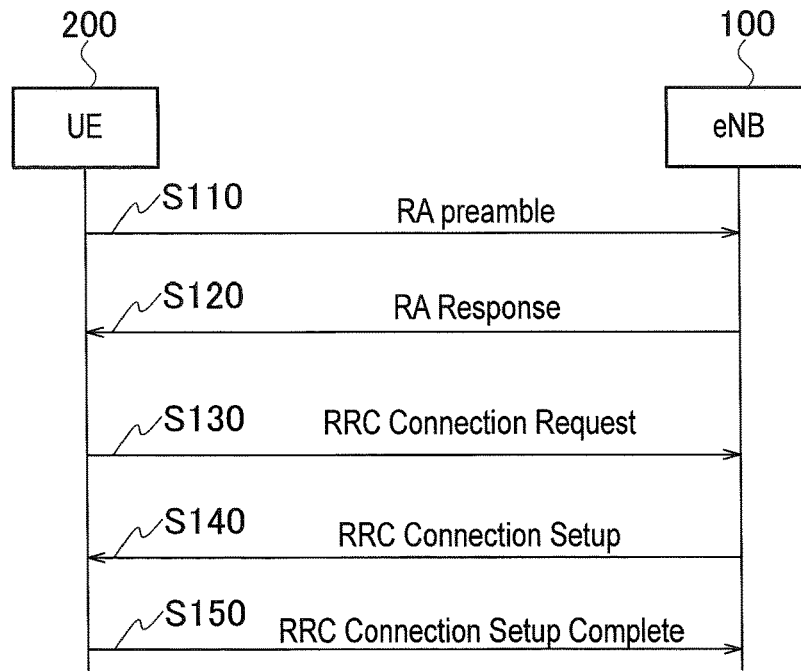 200
100
UE
eNB
S110
RA preamble
S120
RA Response
S130
RRC Connection Request
S140
RRC Connection Setup
S150
RRC Connection Setup Complete